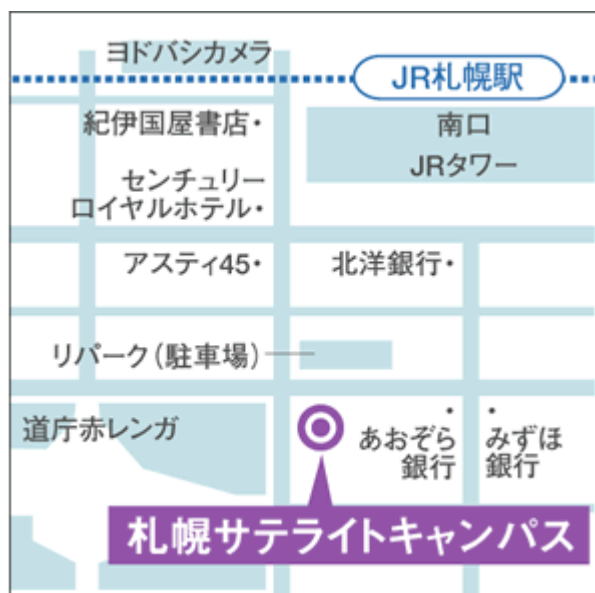 ヨドバシカメラ
JR札幌駅
紀伊国屋書店・
南口
JRタワー
センチュリー
ロイヤルホテル・
アスティ45・
北洋銀行・
リパーク（駐車場）
道庁赤レンガ
あおぞら
銀行
みずほ
銀行
札幌サテライトキャンパス